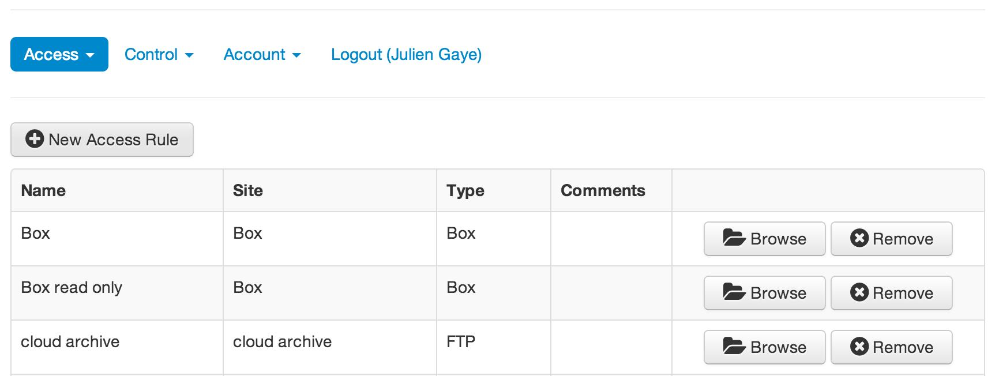 Access Control Account Logout (Julien Gaye)
New Access Rule
Name Site Type Comments
Box Box Box Browse Remove
Box read only Box Box Browse Remove
cloud archive cloud archive FTP Browse Remove